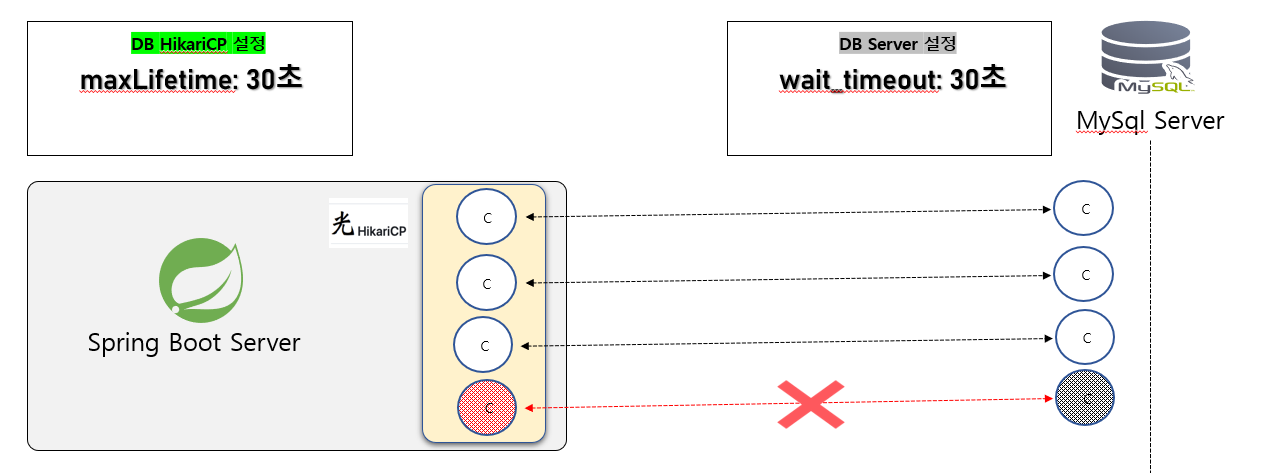 DB HikariCP 설정
maxLifetime: 30초
DB Server 설정
wait_timeout: 30초
MySQL
MySql Server
光 HikariCP
Spring Boot Server
C
C
C
C
C
C
C
C